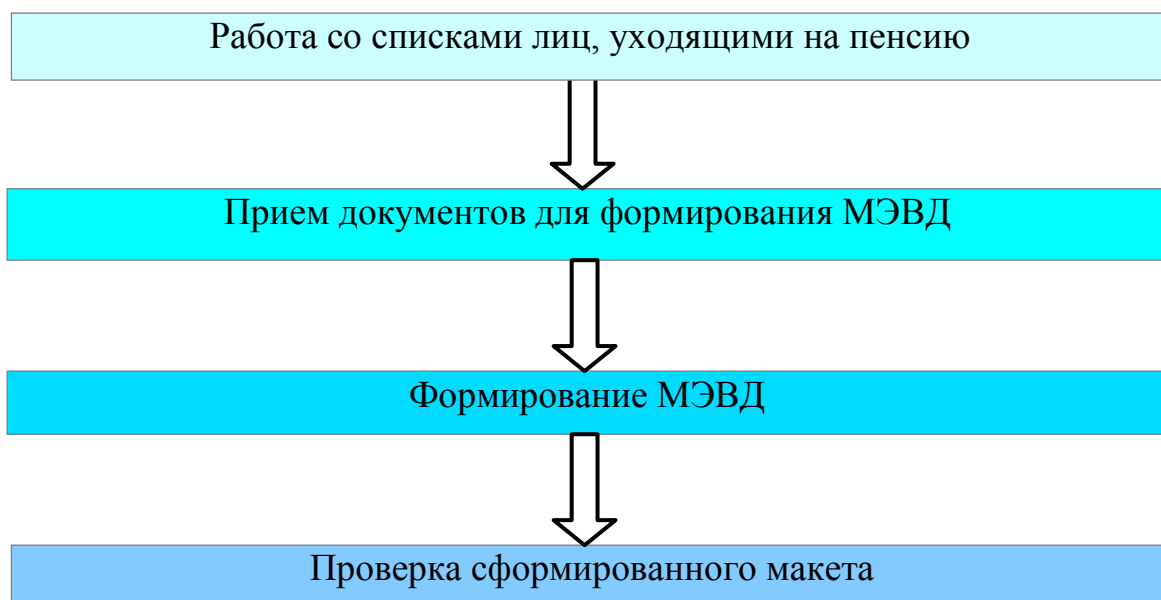 Работа со списками лиц, уходящими на пенсию
Прием документов для формирования МЭВД
Формирование МЭВД
Проверка сформированного макета